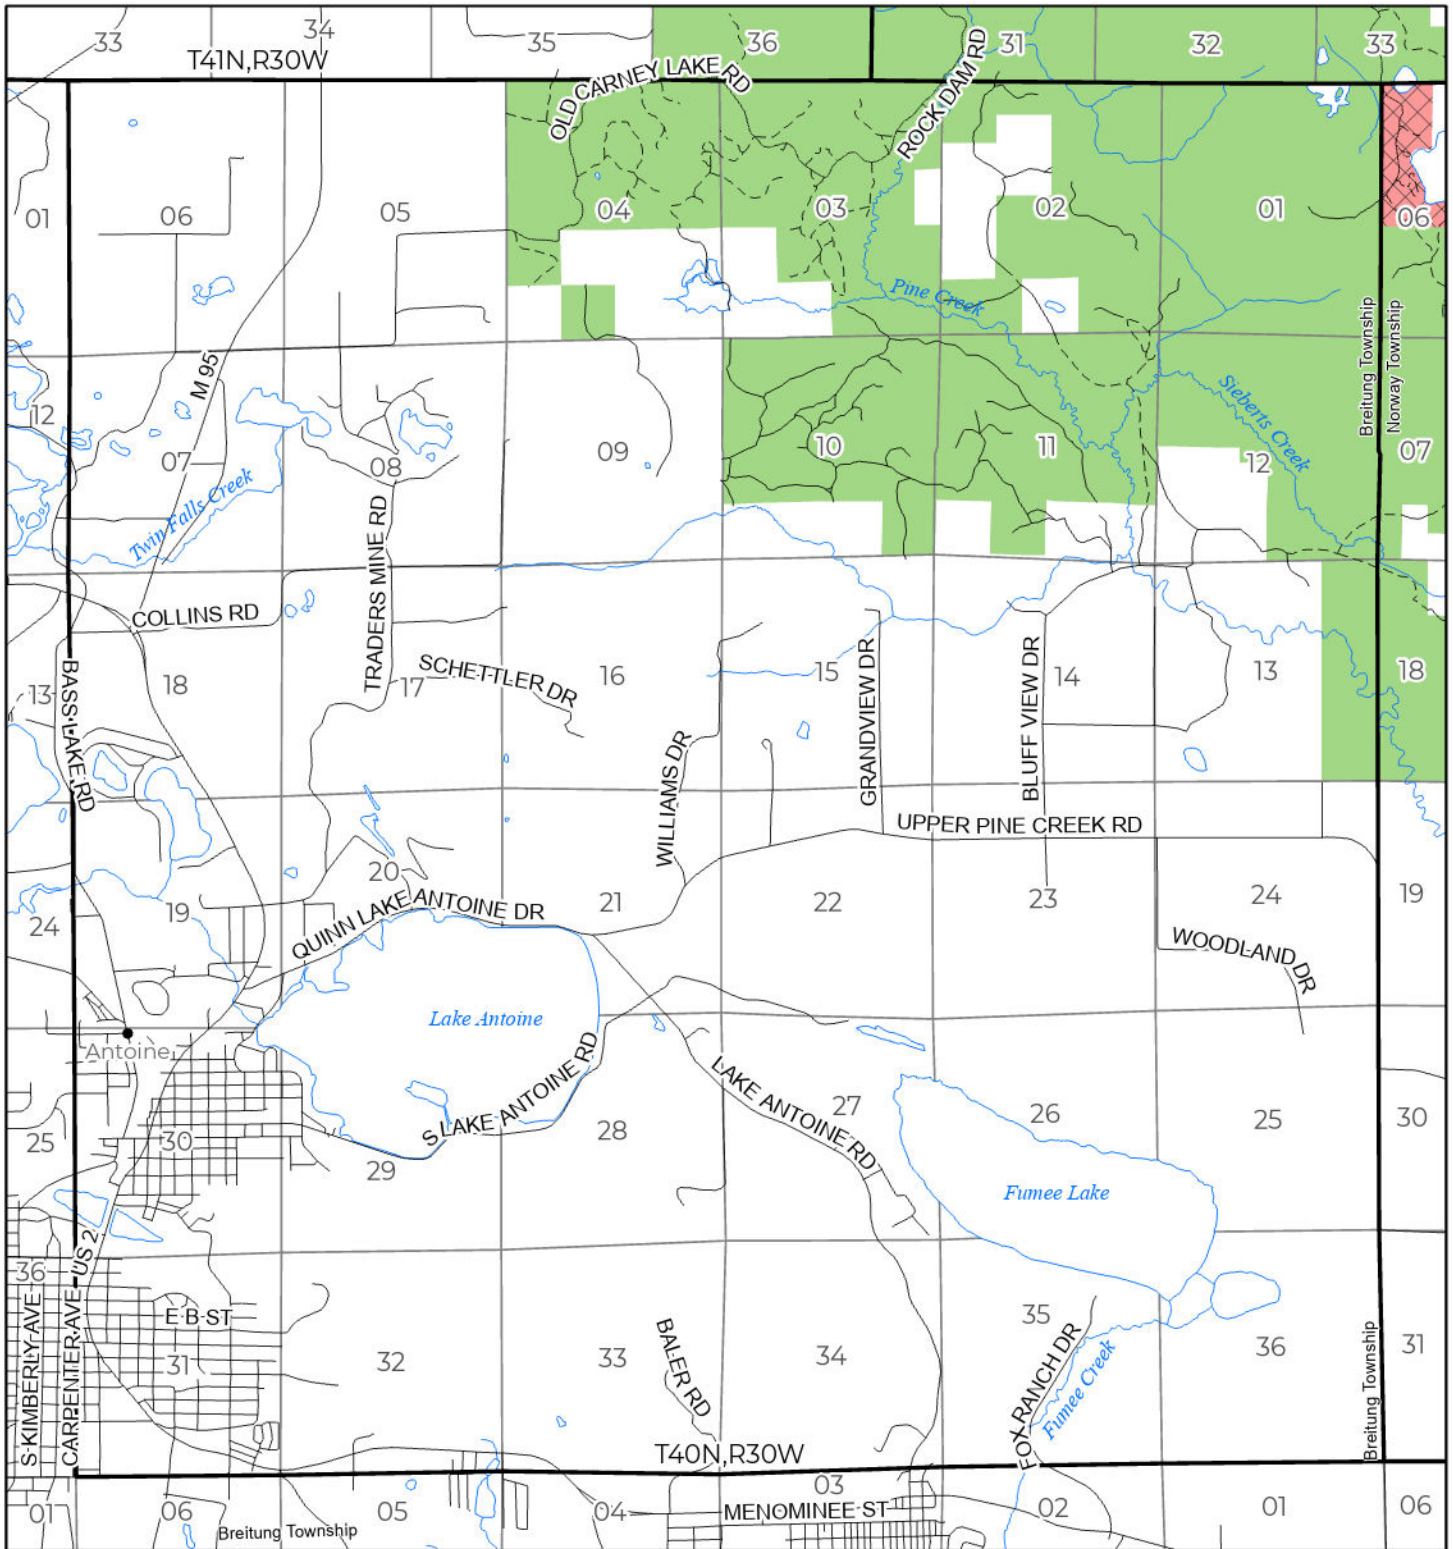 33
34
35
36
31
32
33
T41N,R30W
OLD CARNEY LAKE RD
ROCK DAM RD
01
06
05
04
03
02
01
06
Pine Creek
Breitung Township
Norway Township
M 95
Sieberts Creek
12
07
08
09
10
11
12
07
Twin Falls Creek
TRADERS MINE RD
COLLINS RD
SCHETTLER DR
BASS LAKE RD
13
18
17
16
15
14
13
18
GRANDVIEW DR
BLUFF VIEW DR
WILLIAMS DR
UPPER PINE CREEK RD
20
QUINN LAKE ANTOINE DR
24
19
21
22
23
24
19
WOODLAND DR
Lake Antoine
Antoine
S LAKE ANTOINE RD
LAKE ANTOINE RD
25
30
29
28
27
26
25
30
Fumee Lake
US 2
36
E B ST
S KIMBERLY AVE
CARPENTER AVE
31
32
33
BALER RD
34
35
FOX RANCH DR
Fumee Creek
36
31
Breitung Township
T40N,R30W
01
06
05
04
03
02
01
06
MENOMINEE ST
Breitung Township